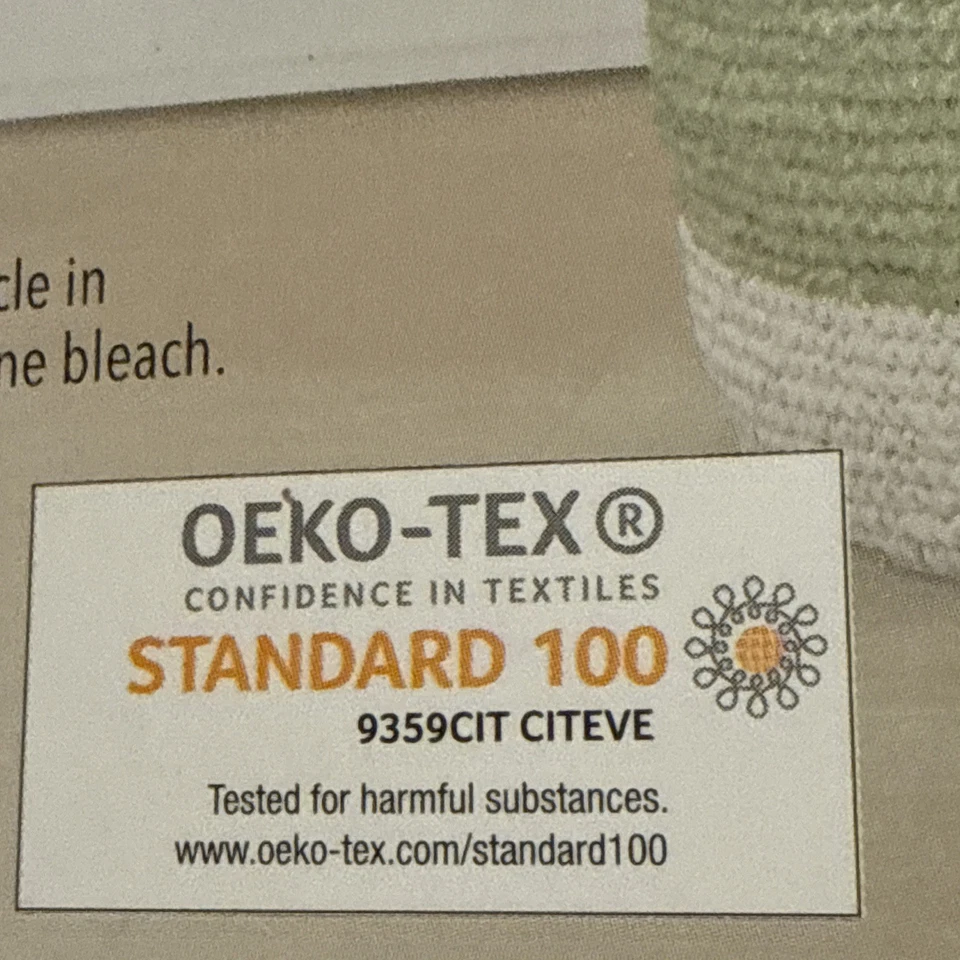 cle in
ne bleach.
OEKO-TEX®
CONFIDENCE IN TEXTILES
STANDARD 100
9359CIT CITEVE
Tested for harmful substances.
www.oeko-tex.com/standard100